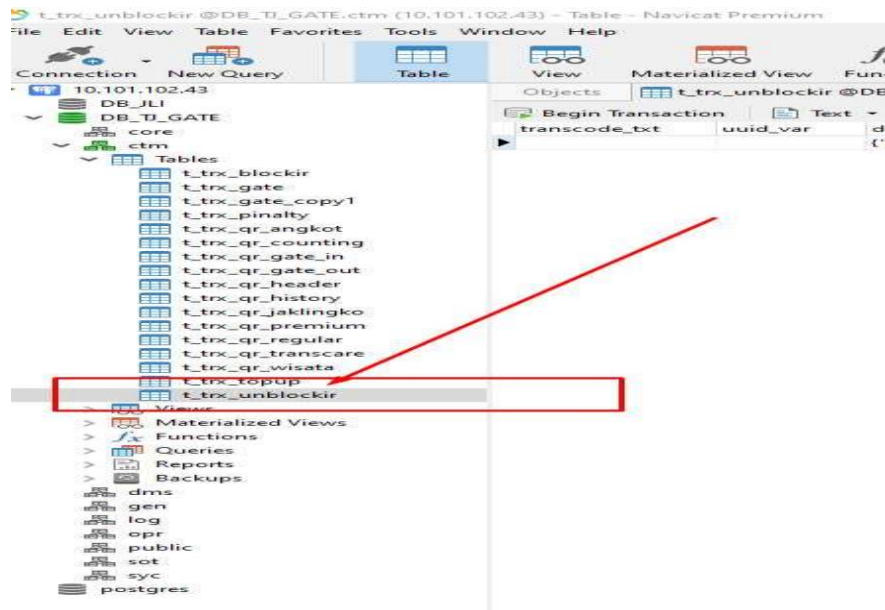 t_trx_unblockir @DB_TJ_GATE.ctm (10.101.102.43) - Table - Navicat Premium
File Edit View Table Favorites Tools Window Help
Connection New Query Table View Materialized View
10.101.102.43 Objects t_trx_unblockir @DB
DB_JLI
DB_TJ_GATE Begin Transaction Text
core transcode_txt uuid_var d
ctm {"
Tables
t_trx_blockir
t_trx_gate
t_trx_gate_copy1
t_trx_pinalty
t_trx_qr_angkot
t_trx_qr_counting
t_trx_qr_gate_in
t_trx_qr_gate_out
t_trx_qr_header
t_trx_qr_history
t_trx_qr_jaklingko
t_trx_qr_premium
t_trx_qr_regular
t_trx_qr_transcare
t_trx_qr_wisata
t_trx_topup
t_trx_unblockir
Views
Materialized Views
fx Functions
Queries
Reports
Backups
dms
gen
log
opr
public
sot
syc
postgres